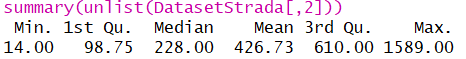 summary(unlist(DatasetStrada[,2]))
Min. 1st Qu. Median Mean 3rd Qu. Max.
14.00 98.75 228.00 426.73 610.00 1589.00